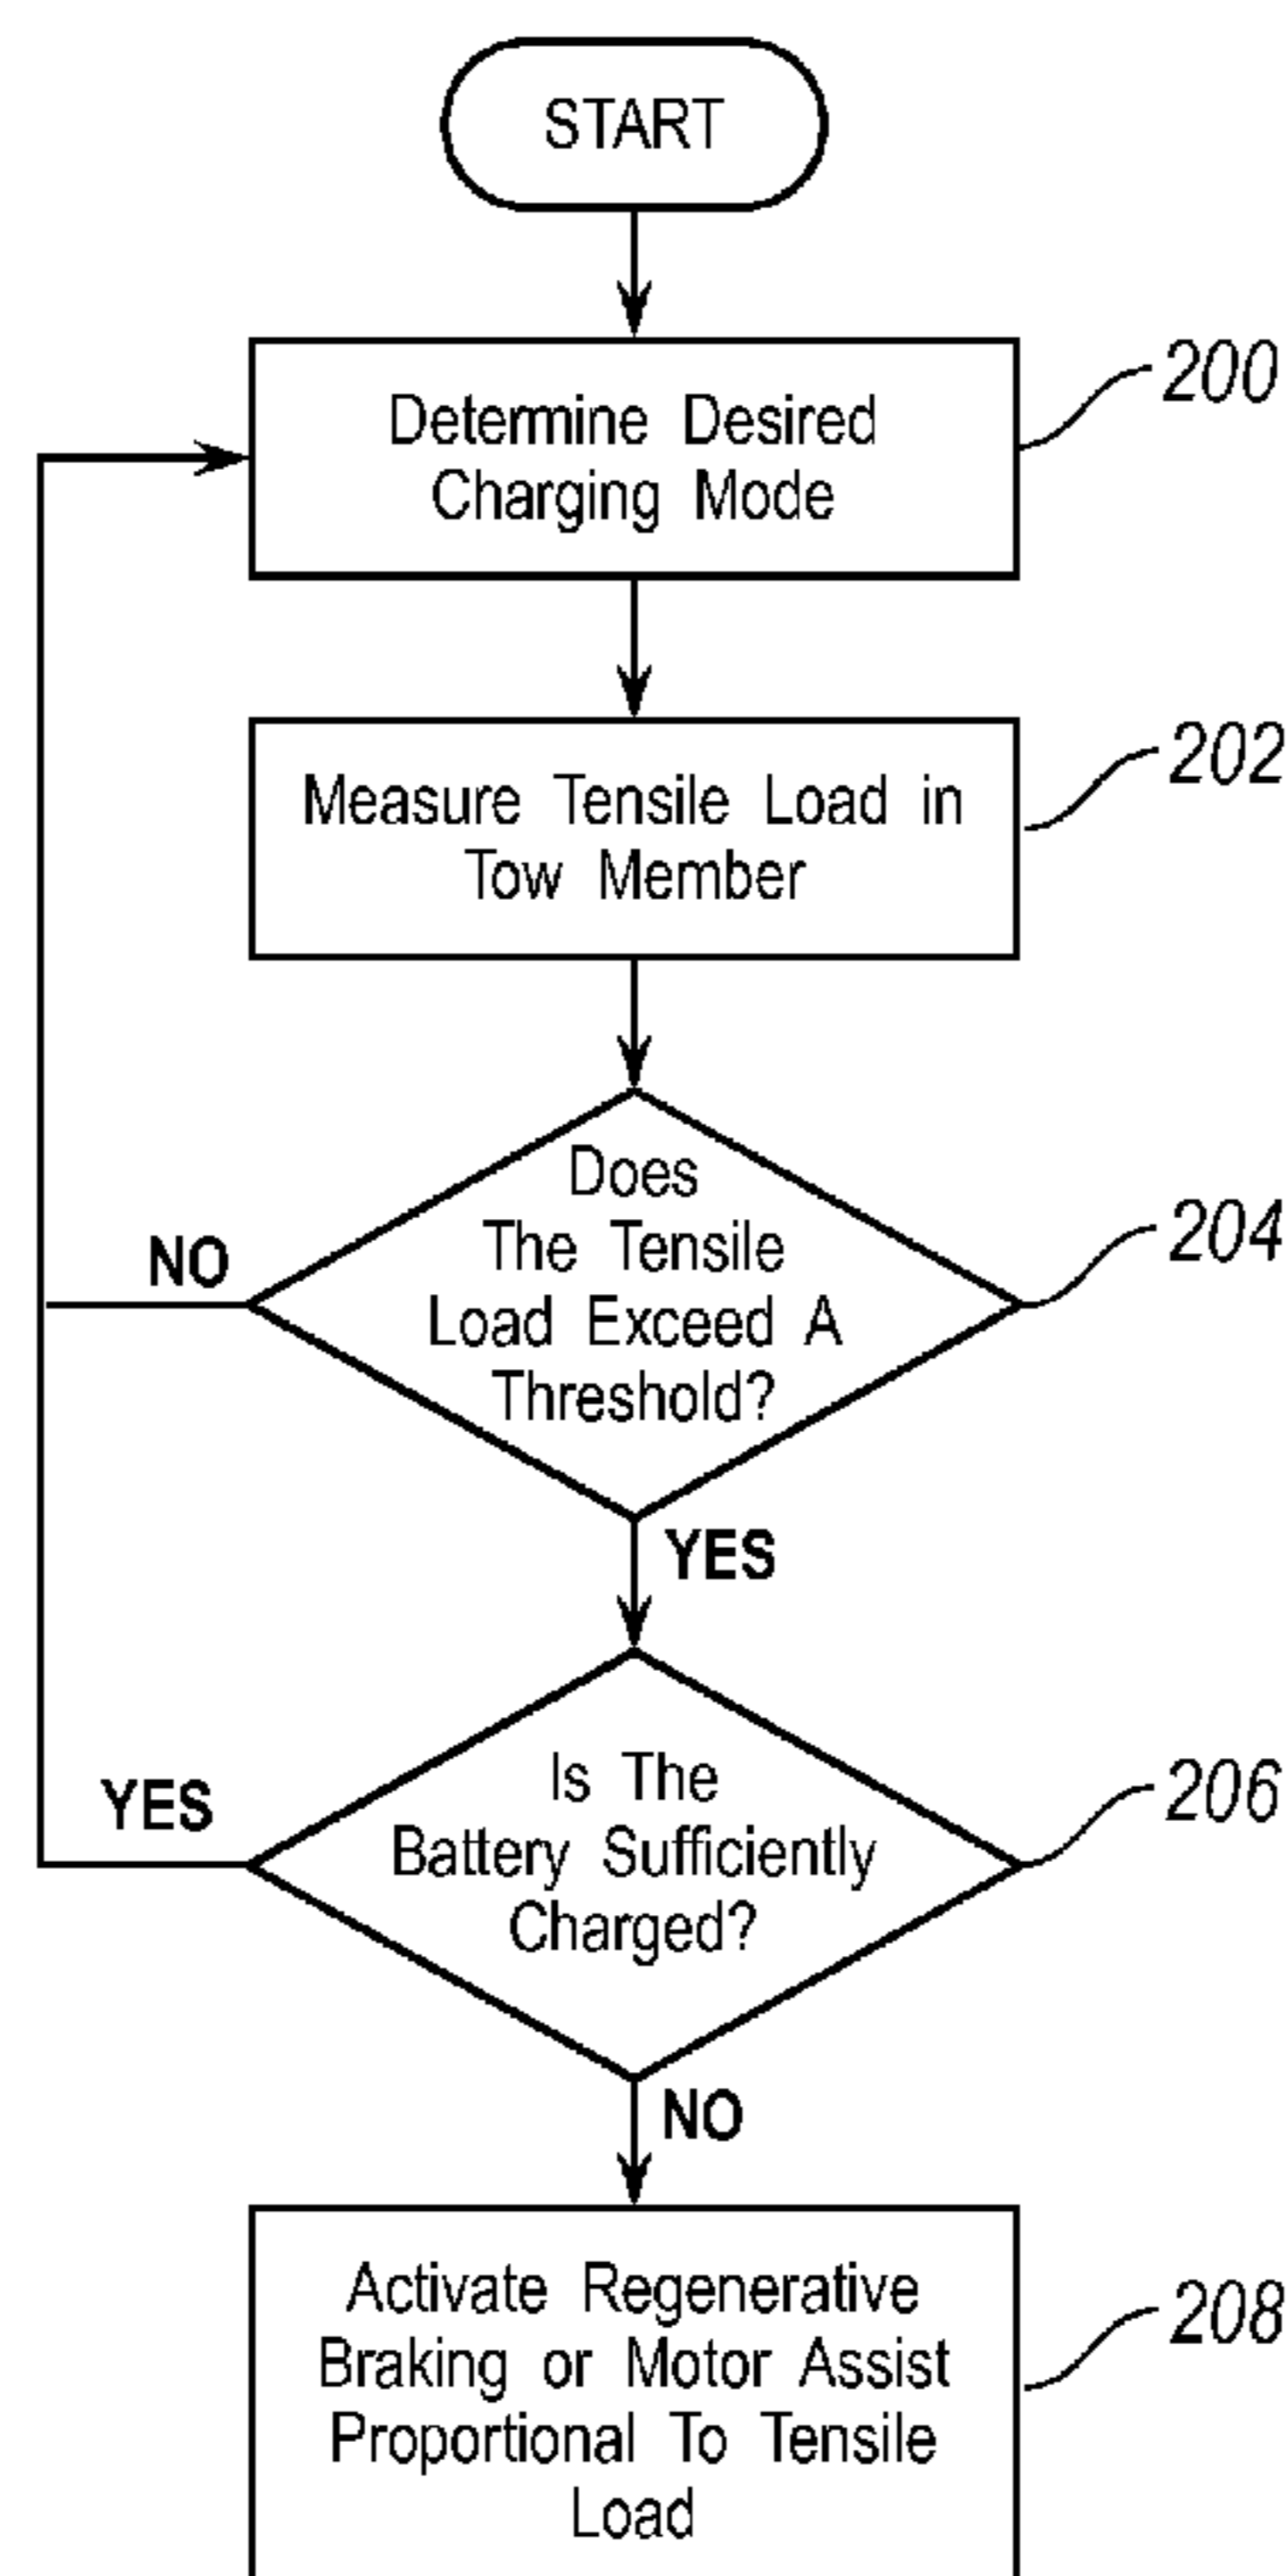 START
200
Determine Desired
Charging Mode
202
Measure Tensile Load in
Tow Member
Does
The Tensile
Load Exceed A
Threshold?
204
NO
YES
Is The
Battery Sufficiently
Charged?
206
YES
NO
Activate Regenerative
Braking or Motor Assist
Proportional To Tensile
Load
208